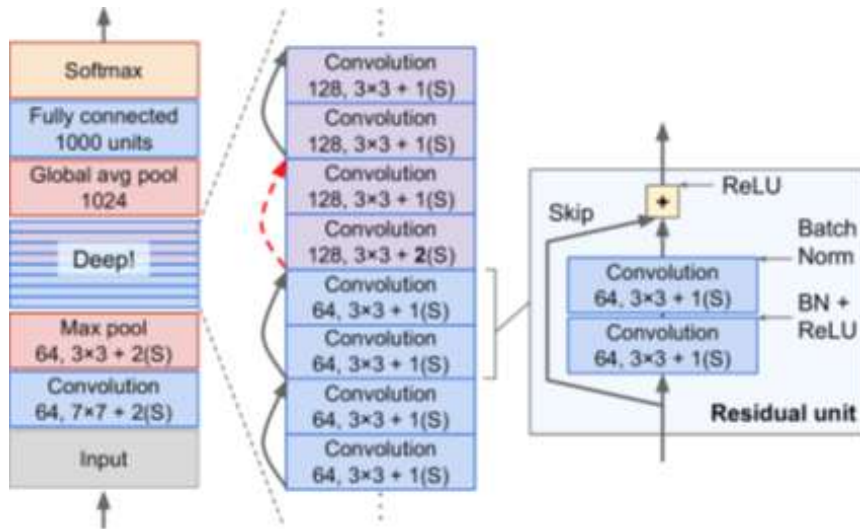 Softmax
Fully connected
1000 units
Global avg pool
1024
Deep!
Max pool
64, 3×3 + 2(S)
Convolution
64, 7×7 + 2(S)
Input
Convolution
128, 3×3 + 1(S)
Convolution
128, 3×3 + 1(S)
Convolution
128, 3×3 + 1(S)
Convolution
128, 3×3 + 2(S)
Convolution
64, 3×3 + 1(S)
Convolution
64, 3×3 + 1(S)
Convolution
64, 3×3 + 1(S)
Convolution
64, 3×3 + 1(S)
+
ReLU
Skip
Batch
Norm
Convolution
64, 3×3 + 1(S)
BN +
ReLU
Convolution
64, 3×3 + 1(S)
Residual unit